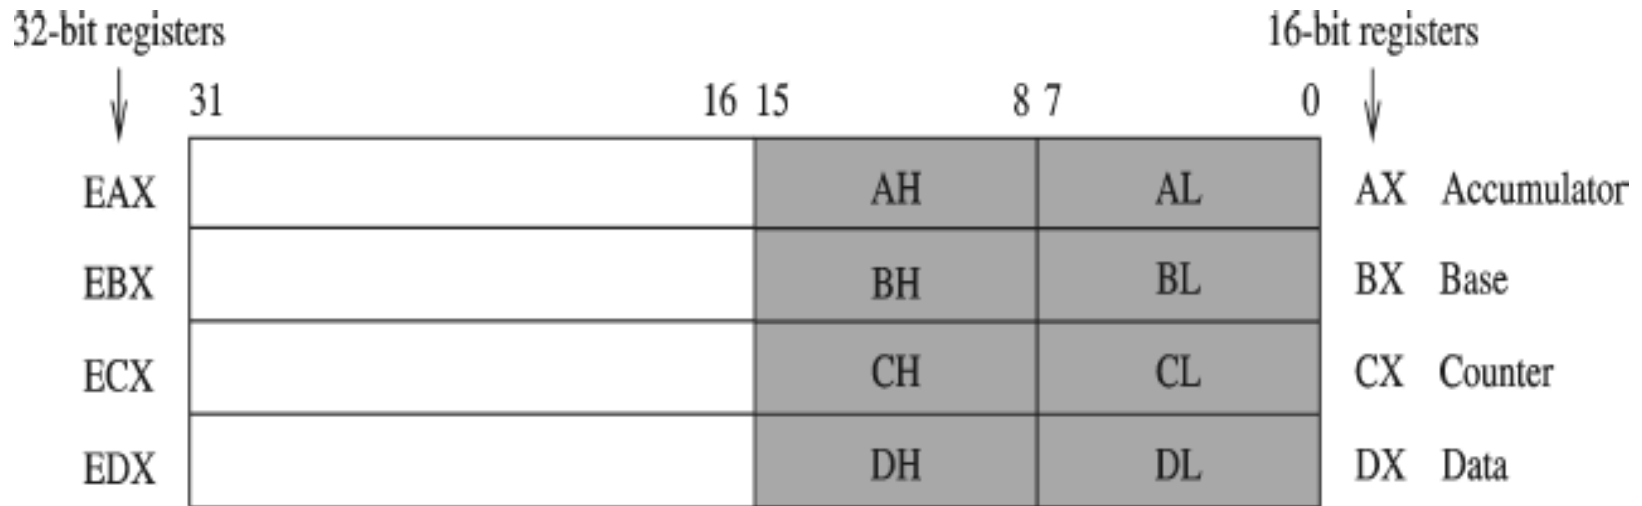 32-bit registers 16-bit registers
31 16 15 8 7 0
EAX AH AL AX Accumulator
EBX BH BL BX Base
ECX CH CL CX Counter
EDX DH DL DX Data